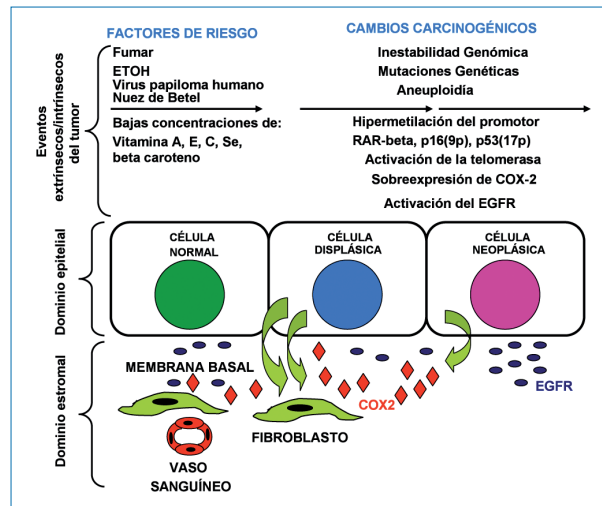 FACTORES DE RIESGO
Fumar
ETOH
Virus papiloma humano
Nuez de Betel
Bajas concentraciones de:
Vitamina A, E, C, Se,
beta caroteno
CAMBIOS CARCINOGÉNICOS
Inestabilidad Genómica
Mutaciones Genéticas
Aneuploidía
Hipermetilación del promotor
RAR-beta, p16(9p), p53(17p)
Activación de la telomerasa
Sobreexpresión de COX-2
Activación del EGFR
Eventos
extrínsecos/intrínsecos
del tumor
Dominio epitelial
CÉLULA
NORMAL
CÉLULA
DISPLÁSICA
CÉLULA
NEOPLÁSICA
Dominio estromal
MEMBRANA BASAL
EGFR
COX2
FIBROBLASTO
VASO
SANGUÍNEO